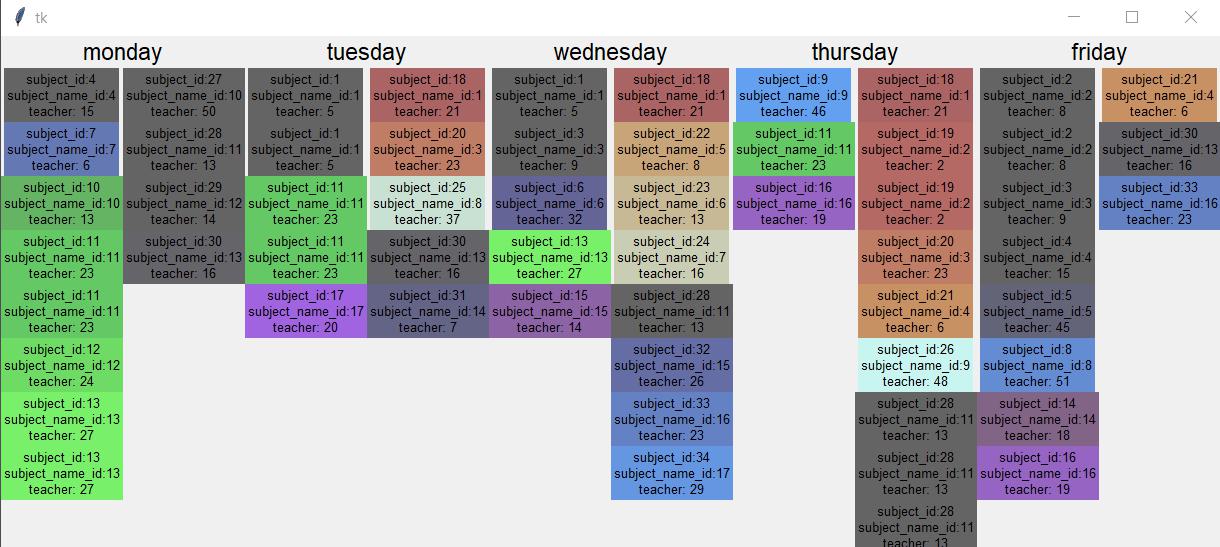 tk
monday
tuesday
wednesday
thursday
friday
subject_id:4
subject_name_id:4
teacher: 15
subject_id:7
subject_name_id:7
teacher: 6
subject_id:10
subject_name_id:10
teacher: 13
subject_id:11
subject_name_id:11
teacher: 23
subject_id:11
subject_name_id:11
teacher: 23
subject_id:12
subject_name_id:12
teacher: 24
subject_id:13
subject_name_id:13
teacher: 27
subject_id:13
subject_name_id:13
teacher: 27
subject_id:27
subject_name_id:10
teacher: 50
subject_id:28
subject_name_id:11
teacher: 13
subject_id:29
subject_name_id:12
teacher: 14
subject_id:30
subject_name_id:13
teacher: 16
subject_id:1
subject_name_id:1
teacher: 5
subject_id:1
subject_name_id:1
teacher: 5
subject_id:11
subject_name_id:11
teacher: 23
subject_id:11
subject_name_id:11
teacher: 23
subject_id:17
subject_name_id:17
teacher: 20
subject_id:18
subject_name_id:1
teacher: 21
subject_id:20
subject_name_id:3
teacher: 23
subject_id:25
subject_name_id:8
teacher: 37
subject_id:30
subject_name_id:13
teacher: 16
subject_id:31
subject_name_id:14
teacher: 7
subject_id:1
subject_name_id:1
teacher: 5
subject_id:3
subject_name_id:3
teacher: 9
subject_id:6
subject_name_id:6
teacher: 32
subject_id:13
subject_name_id:13
teacher: 27
subject_id:15
subject_name_id:15
teacher: 14
subject_id:18
subject_name_id:1
teacher: 21
subject_id:22
subject_name_id:5
teacher: 8
subject_id:23
subject_name_id:6
teacher: 13
subject_id:24
subject_name_id:7
teacher: 16
subject_id:28
subject_name_id:11
teacher: 13
subject_id:32
subject_name_id:15
teacher: 26
subject_id:33
subject_name_id:16
teacher: 23
subject_id:34
subject_name_id:17
teacher: 29
subject_id:9
subject_name_id:9
teacher: 46
subject_id:11
subject_name_id:11
teacher: 23
subject_id:16
subject_name_id:16
teacher: 19
subject_id:18
subject_name_id:1
teacher: 21
subject_id:19
subject_name_id:2
teacher: 2
subject_id:19
subject_name_id:2
teacher: 2
subject_id:20
subject_name_id:3
teacher: 23
subject_id:21
subject_name_id:4
teacher: 6
subject_id:26
subject_name_id:9
teacher: 48
subject_id:28
subject_name_id:11
teacher: 13
subject_id:28
subject_name_id:11
teacher: 13
subject_id:28
subject_name_id:11
teacher: 13
subject_id:2
subject_name_id:2
teacher: 8
subject_id:2
subject_name_id:2
teacher: 8
subject_id:3
subject_name_id:3
teacher: 9
subject_id:4
subject_name_id:4
teacher: 15
subject_id:5
subject_name_id:5
teacher: 45
subject_id:8
subject_name_id:8
teacher: 51
subject_id:14
subject_name_id:14
teacher: 18
subject_id:16
subject_name_id:16
teacher: 19
subject_id:21
subject_name_id:4
teacher: 6
subject_id:30
subject_name_id:13
teacher: 16
subject_id:33
subject_name_id:16
teacher: 23